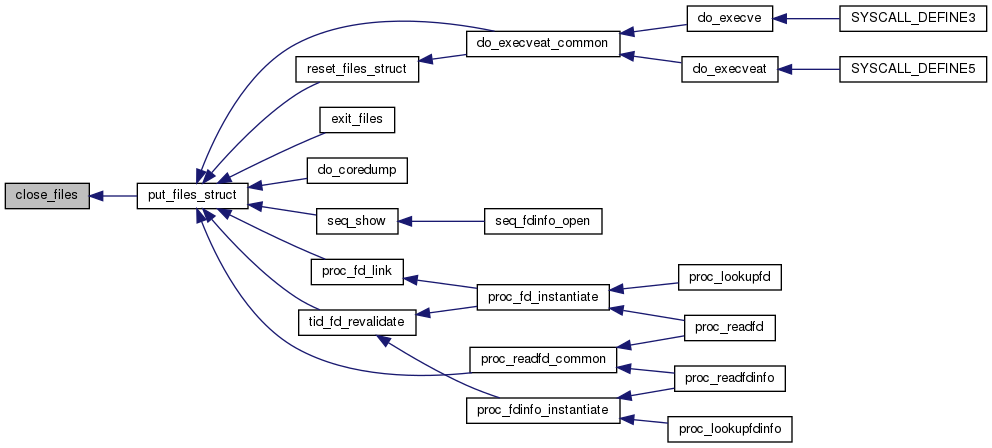 do_execve
SYSCALL_DEFINE3
do_execveat_common
reset_files_struct
do_execveat
SYSCALL_DEFINE5
exit_files
do_coredump
close_files
put_files_struct
seq_show
seq_fdinfo_open
proc_fd_link
proc_lookupfd
proc_fd_instantiate
tid_fd_revalidate
proc_readfd
proc_readfd_common
proc_readfdinfo
proc_fdinfo_instantiate
proc_lookupfdinfo